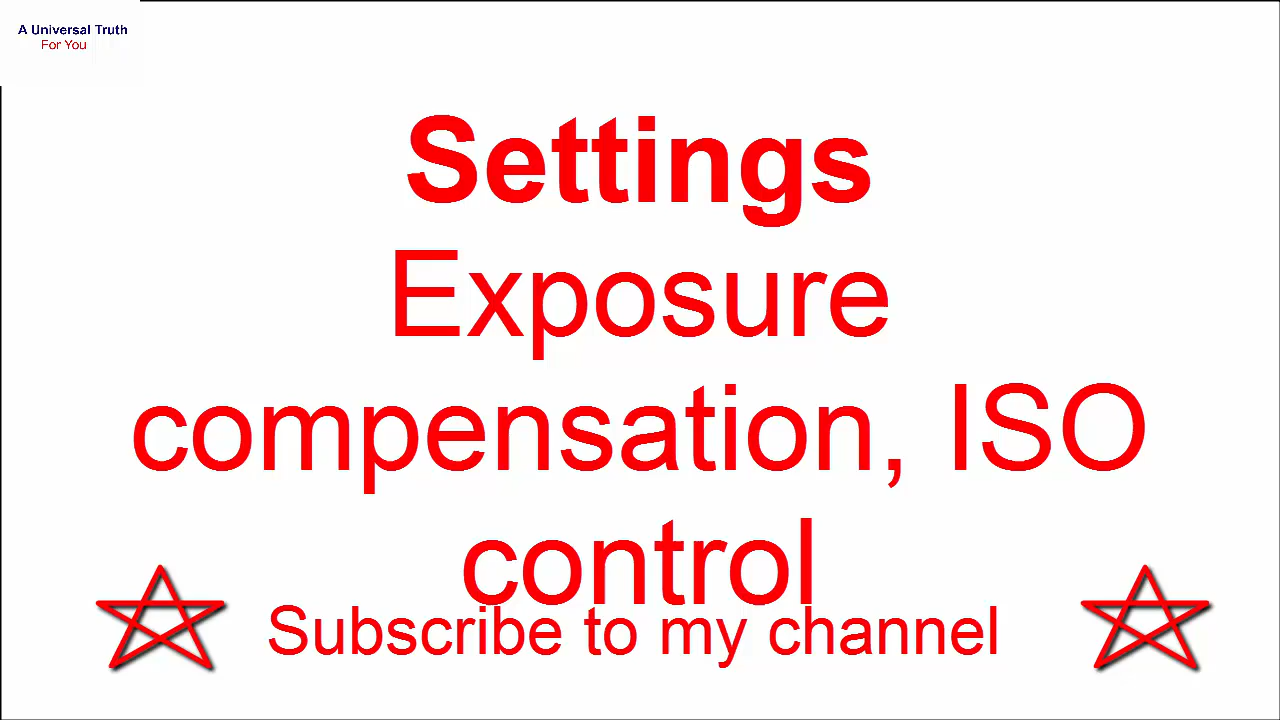 A Universal Truth
For You
Settings
Exposure
compensation, ISO
control
Subscribe to my channel